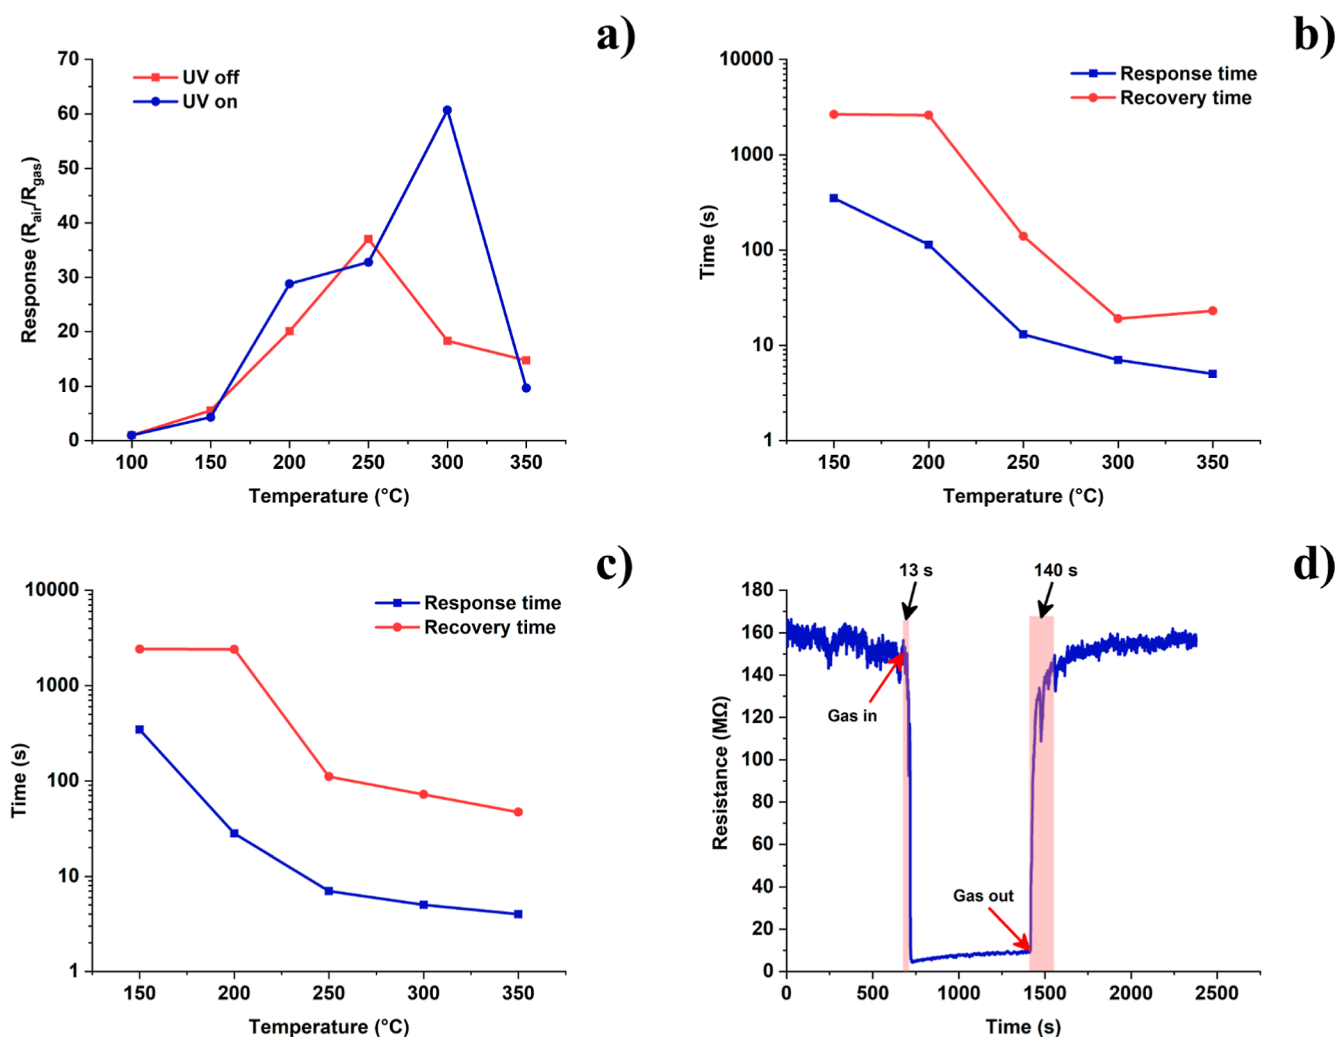 a)
70
60
50
40
30
20
10
0
Response (Rair/Rgas)
UV off
UV on
100 150 200 250 300 350
Temperature (°C)
b)
10000
1000
100
10
1
Time (s)
Response time
Recovery time
150 200 250 300 350
Temperature (°C)
c)
10000
1000
100
10
1
Time (s)
Response time
Recovery time
150 200 250 300 350
Temperature (°C)
d)
13 s 140 s
180
160
140
120
100
80
60
40
20
0
Resistance (MΩ)
Gas in
Gas out
0 500 1000 1500 2000 2500
Time (s)